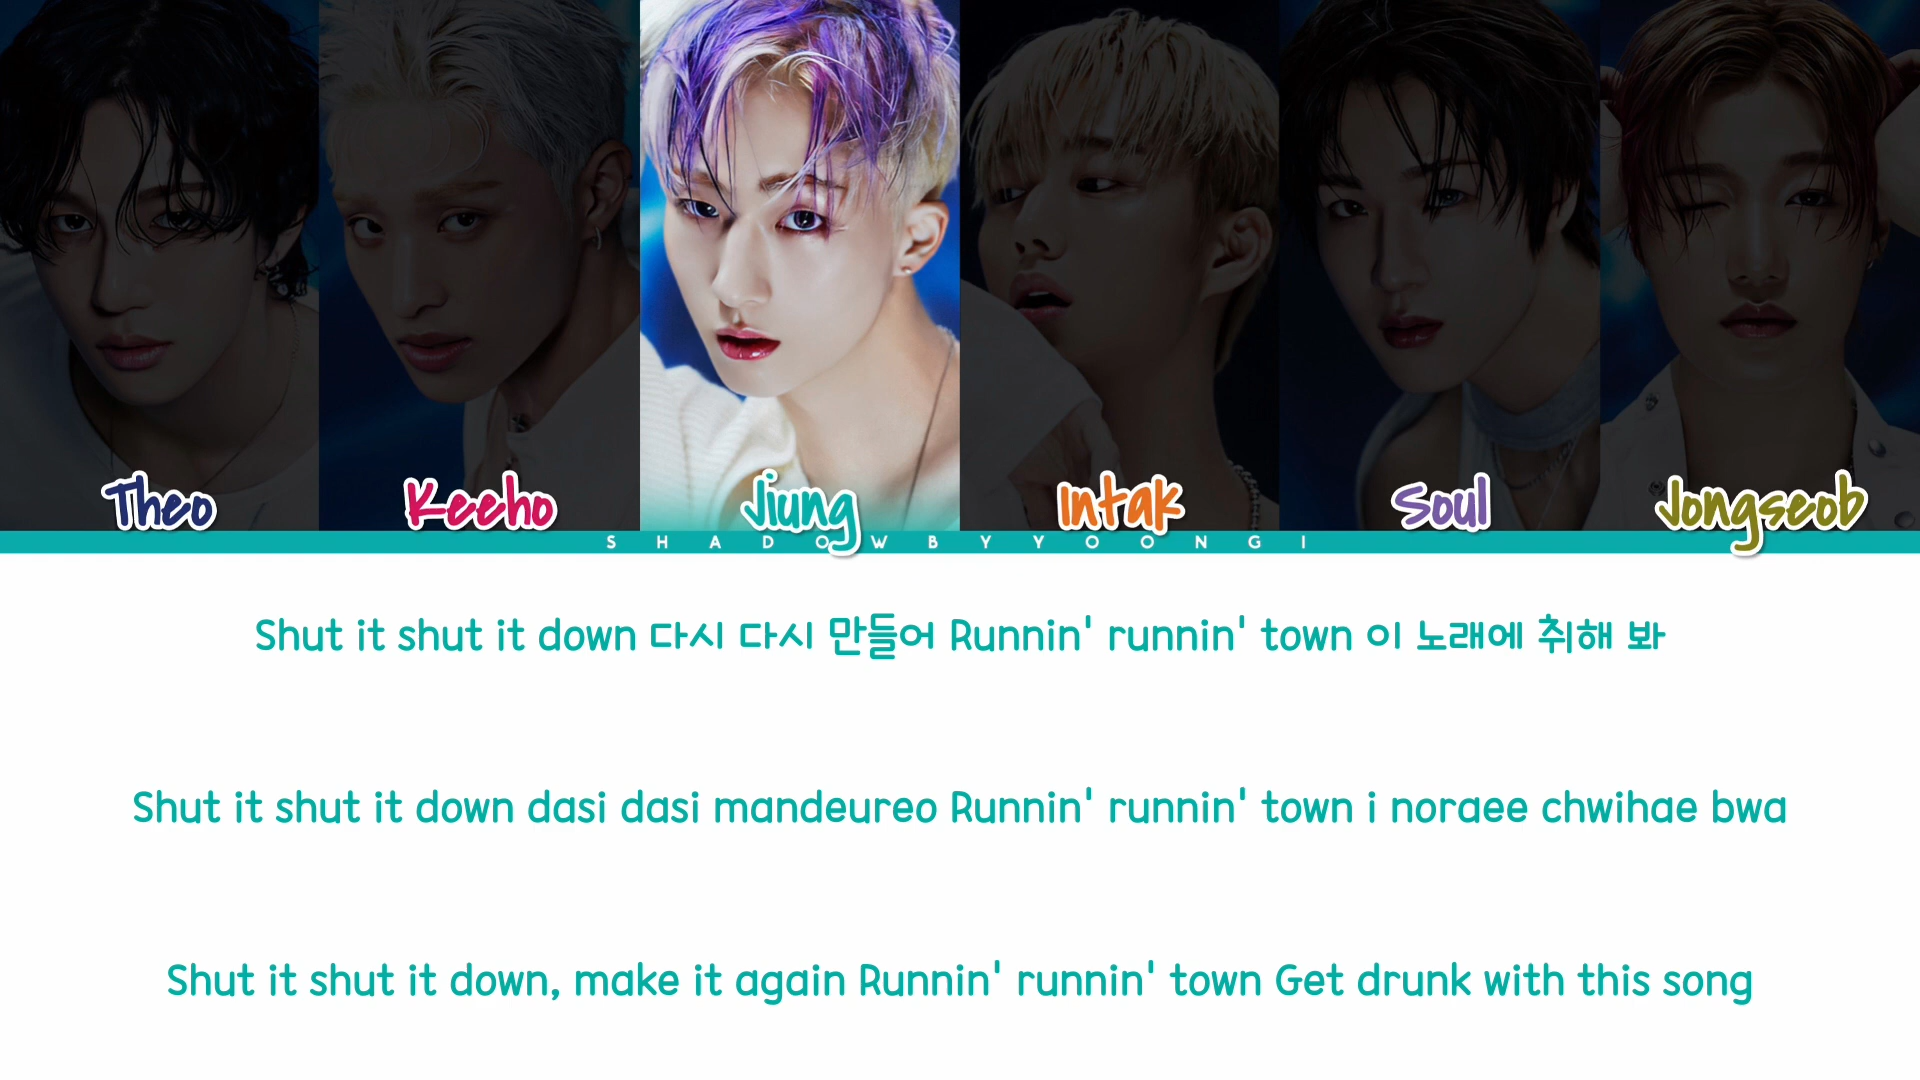 Theo Keeho Jiung Intak Soul Jongseob
SHADOWBYYOONGI
Shut it shut it down 다시 다시 만들어 Runnin' runnin' town 이 노래에 취해 봐
Shut it shut it down dasi dasi mandeureo Runnin' runnin' town i noraee chwihae bwa
Shut it shut it down, make it again Runnin' runnin' town Get drunk with this song